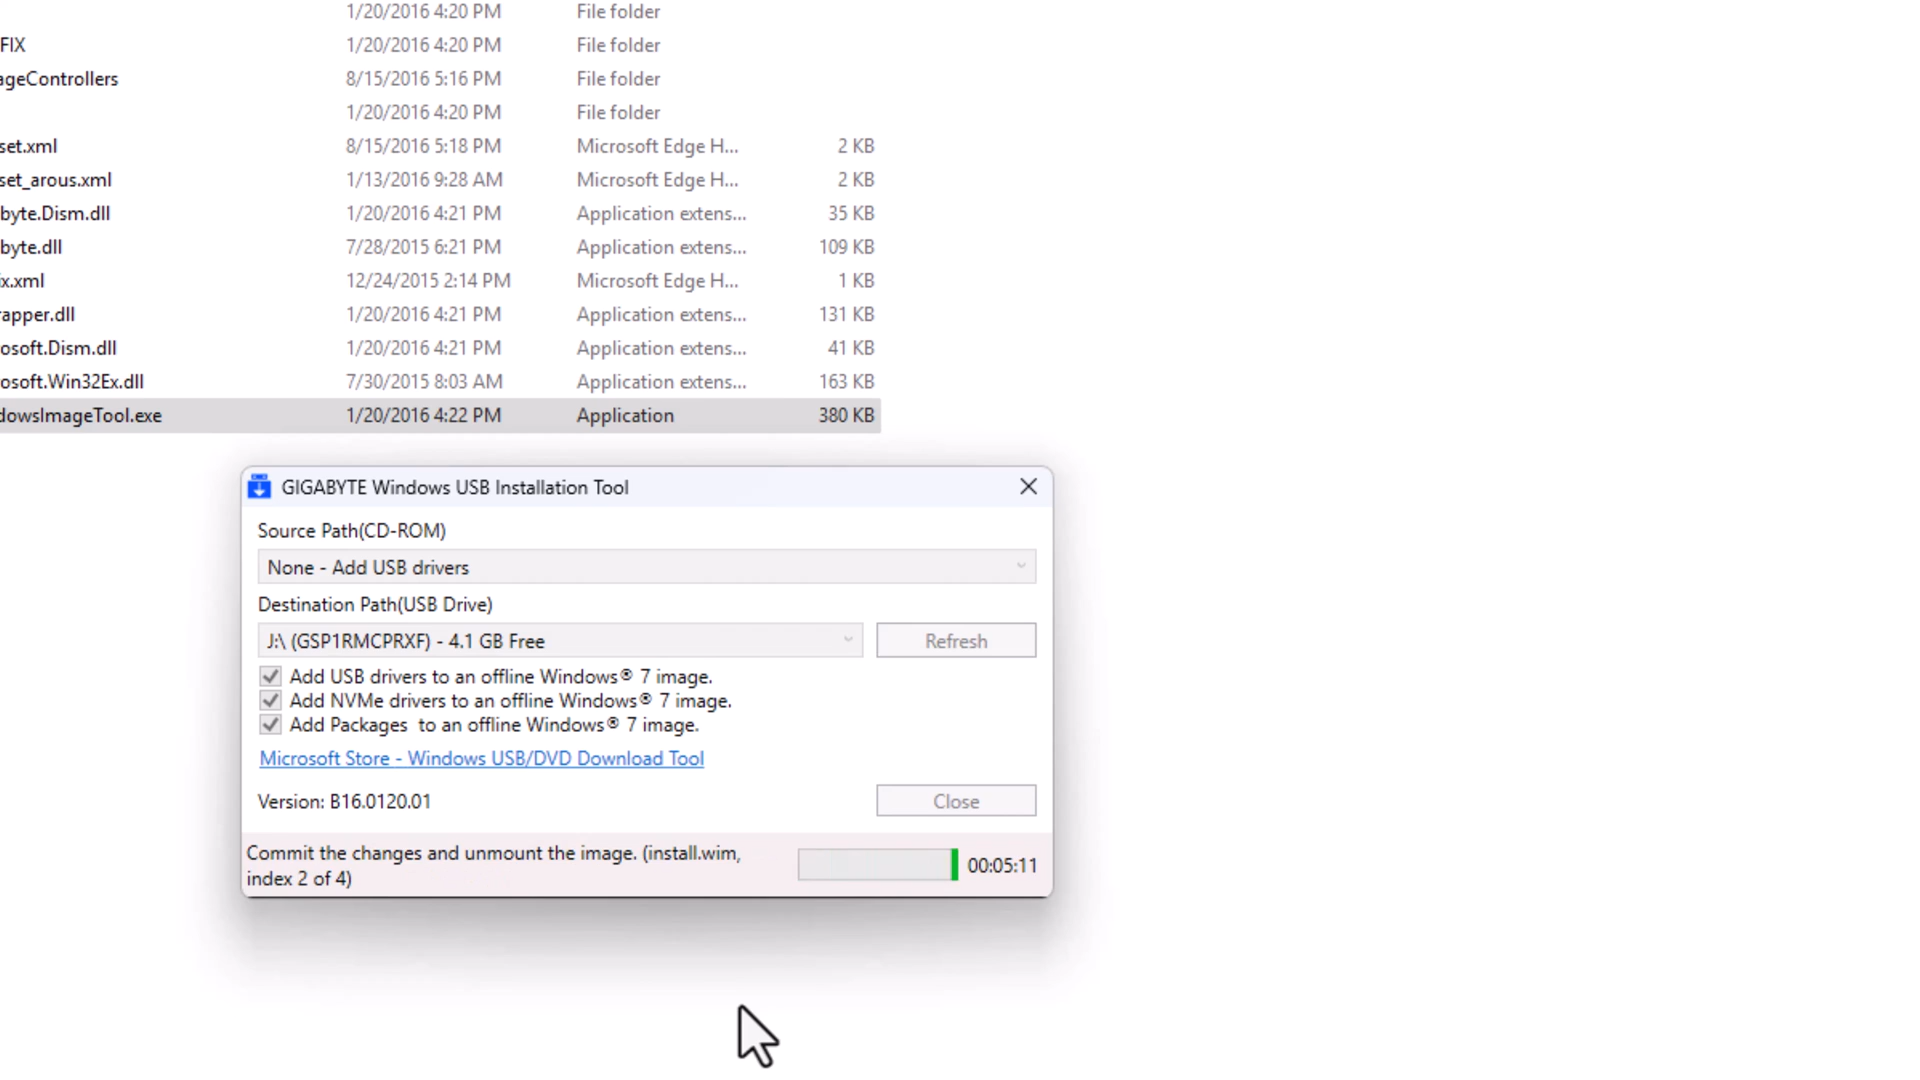 1/20/2016 4:20 PM File folder
FIX 1/20/2016 4:20 PM File folder
ageControllers 8/15/2016 5:16 PM File folder
1/20/2016 4:20 PM File folder
set.xml 8/15/2016 5:18 PM Microsoft Edge H... 2 KB
set_arous.xml 1/13/2016 9:28 AM Microsoft Edge H... 2 KB
byte.Dism.dll 1/20/2016 4:21 PM Application extens... 35 KB
byte.dll 7/28/2015 6:21 PM Application extens... 109 KB
ix.xml 12/24/2015 2:14 PM Microsoft Edge H... 1 KB
rapper.dll 1/20/2016 4:21 PM Application extens... 131 KB
osoft.Dism.dll 1/20/2016 4:21 PM Application extens... 41 KB
osoft.Win32Ex.dll 7/30/2015 8:03 AM Application extens... 163 KB
dowsImageTool.exe 1/20/2016 4:22 PM Application 380 KB
GIGABYTE Windows USB Installation Tool
Source Path(CD-ROM)
None - Add USB drivers
Destination Path(USB Drive)
J:\ (GSP1RMCPRXF) - 4.1 GB Free Refresh
Add USB drivers to an offline Windows® 7 image.
Add NVMe drivers to an offline Windows® 7 image.
Add Packages to an offline Windows® 7 image.
Microsoft Store - Windows USB/DVD Download Tool
Version: B16.0120.01 Close
Commit the changes and unmount the image. (install.wim,
index 2 of 4) 00:05:11